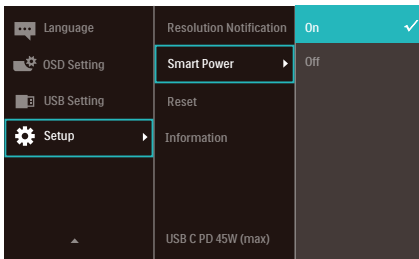 Language
OSD Setting
USB Setting
Setup
Resolution Notification
Smart Power
Reset
Information
USB C PD 45W (max)
On
Off